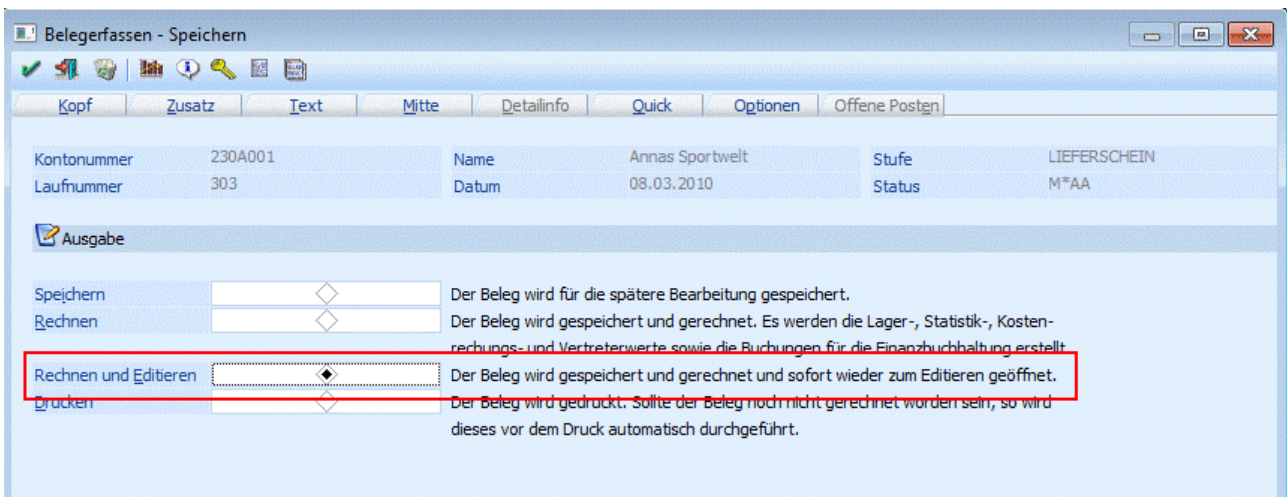 Belegerfassen - Speichern
Kopf Zusatz Text Mitte Detailinfo Quick Optionen Offene Posten
Kontonummer 230A001 Name Annas Sportwelt Stufe LIEFERSCHEIN
Laufnummer 303 Datum 08.03.2010 Status M*AA
Ausgabe
Speichern Der Beleg wird für die spätere Bearbeitung gespeichert.
Rechnen Der Beleg wird gespeichert und gerechnet. Es werden die Lager-, Statistik-, Kosten-
rechungs- und Vertreterwerte sowie die Buchungen für die Finanzbuchhaltung erstellt.
Rechnen und Editieren Der Beleg wird gespeichert und gerechnet und sofort wieder zum Editieren geöffnet.
Drucken Der Beleg wird gedruckt. Sollte der Beleg noch nicht gerechnet worden sein, so wird
dieses vor dem Druck automatisch durchgeführt.